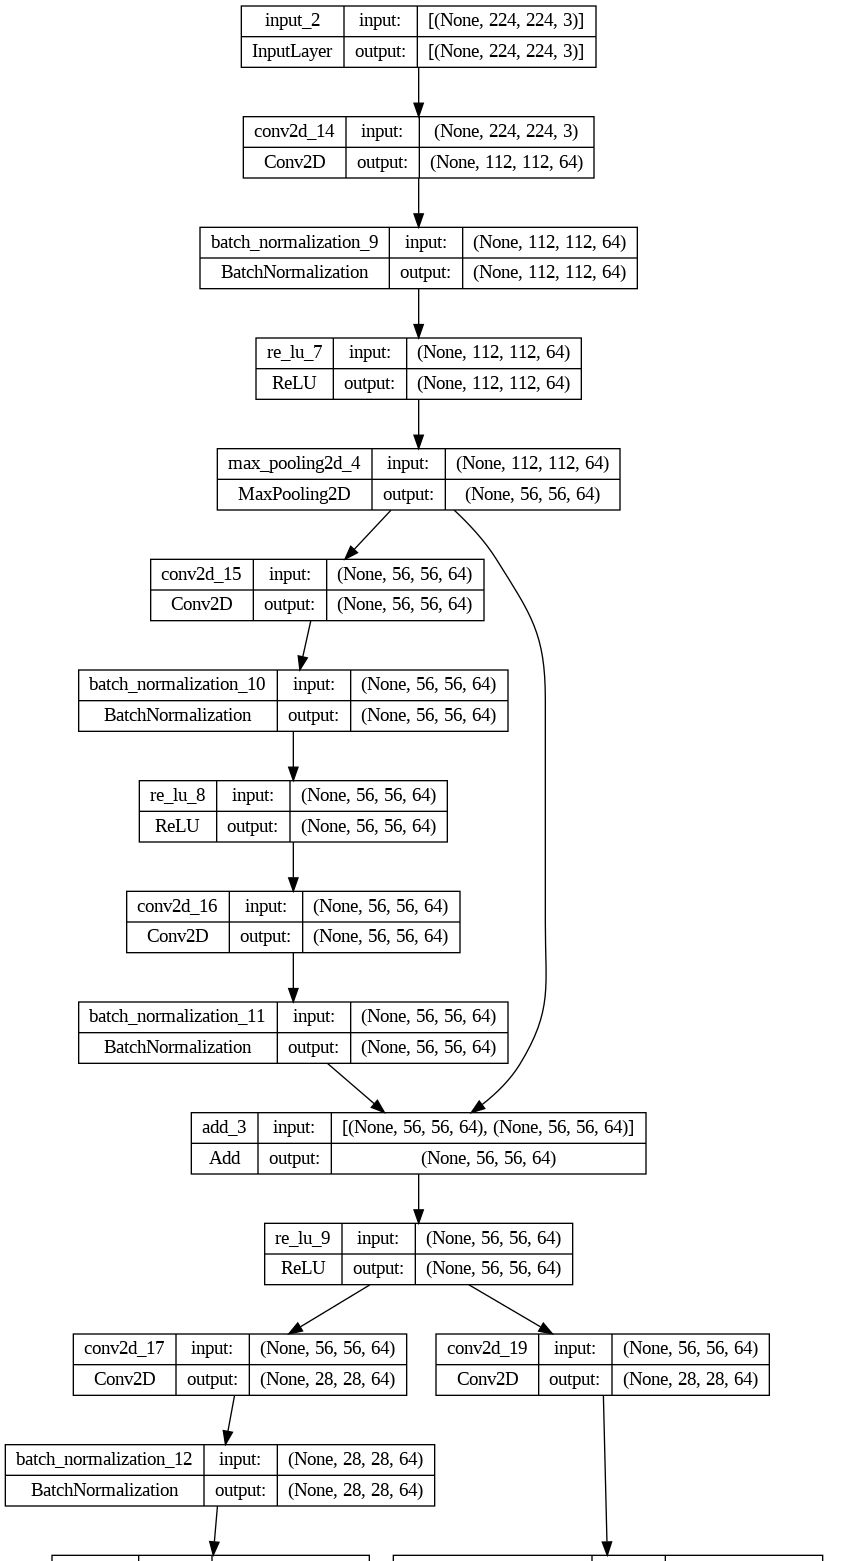 input_2 input: [(None, 224, 224, 3)]
InputLayer output: [(None, 224, 224, 3)]
conv2d_14 input: (None, 224, 224, 3)
Conv2D output: (None, 112, 112, 64)
batch_normalization_9 input: (None, 112, 112, 64)
BatchNormalization output: (None, 112, 112, 64)
re_lu_7 input: (None, 112, 112, 64)
ReLU output: (None, 112, 112, 64)
max_pooling2d_4 input: (None, 112, 112, 64)
MaxPooling2D output: (None, 56, 56, 64)
conv2d_15 input: (None, 56, 56, 64)
Conv2D output: (None, 56, 56, 64)
batch_normalization_10 input: (None, 56, 56, 64)
BatchNormalization output: (None, 56, 56, 64)
re_lu_8 input: (None, 56, 56, 64)
ReLU output: (None, 56, 56, 64)
conv2d_16 input: (None, 56, 56, 64)
Conv2D output: (None, 56, 56, 64)
batch_normalization_11 input: (None, 56, 56, 64)
BatchNormalization output: (None, 56, 56, 64)
add_3 input: [(None, 56, 56, 64), (None, 56, 56, 64)]
Add output: (None, 56, 56, 64)
re_lu_9 input: (None, 56, 56, 64)
ReLU output: (None, 56, 56, 64)
conv2d_17 input: (None, 56, 56, 64)
Conv2D output: (None, 28, 28, 64)
conv2d_19 input: (None, 56, 56, 64)
Conv2D output: (None, 28, 28, 64)
batch_normalization_12 input: (None, 28, 28, 64)
BatchNormalization output: (None, 28, 28, 64)